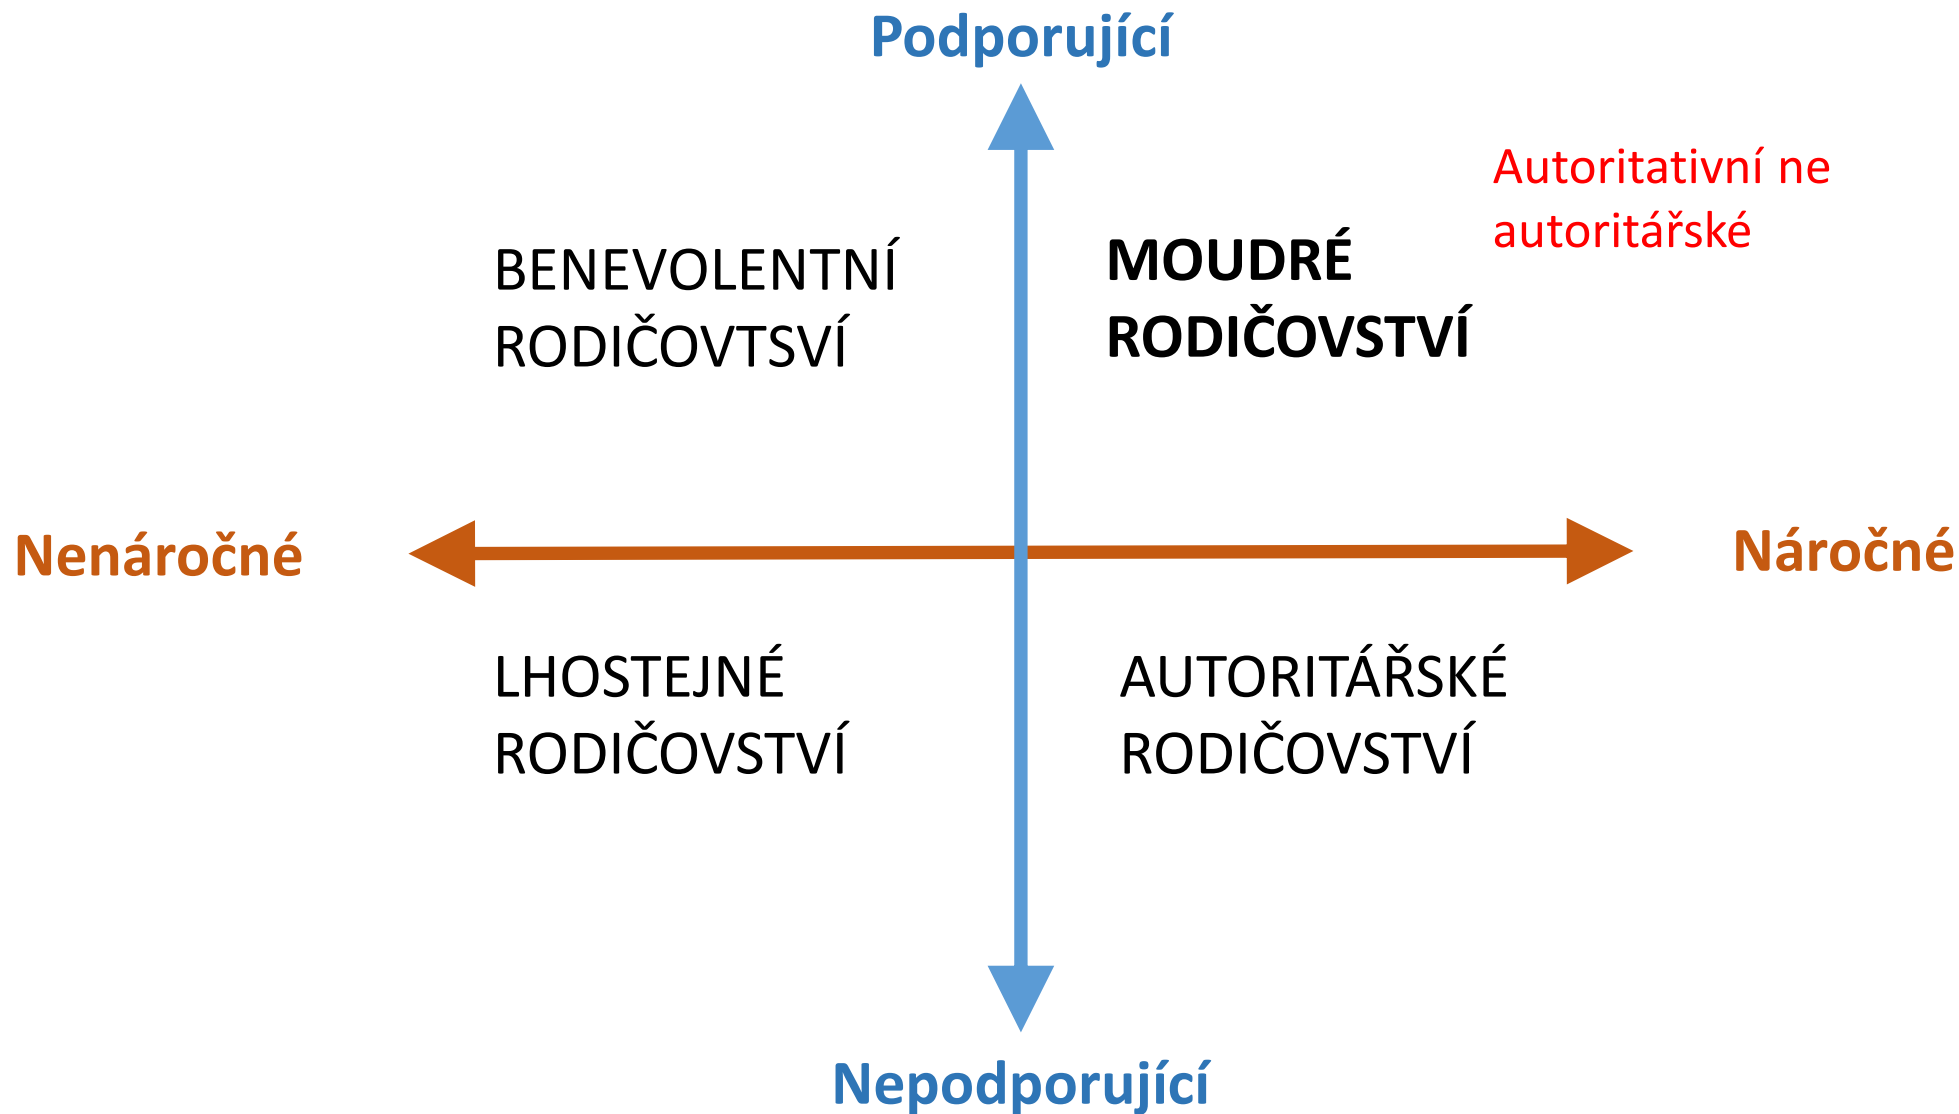 Podporující
Autoritativní ne
autoritářské
BENEVOLENTNÍ
RODIČOVTSVÍ
MOUDRÉ
RODIČOVSTVÍ
Nenáročné
Náročné
LHOSTEJNÉ
RODIČOVSTVÍ
AUTORITÁŘSKÉ
RODIČOVSTVÍ
Nepodporující